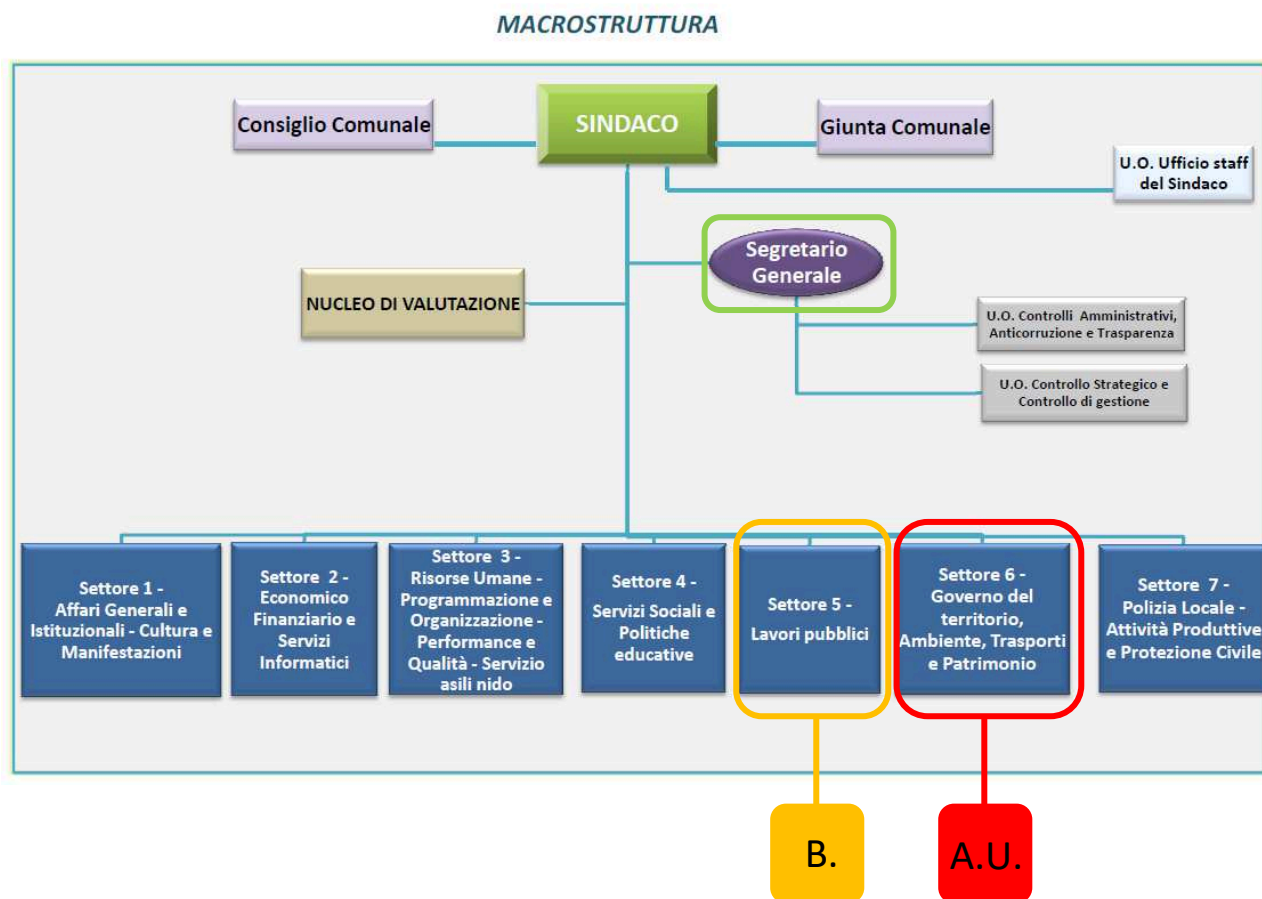 MACROSTRUTTURA
Consiglio Comunale
SINDACO
Giunta Comunale
U.O. Ufficio staff
del Sindaco
Segretario
Generale
NUCLEO DI VALUTAZIONE
U.O. Controlli Amministrativi,
Anticorruzione e Trasparenza
U.O. Controllo Strategico e
Controllo di gestione
Settore 1 -
Affari Generali e
Istituzionali - Cultura e
Manifestazioni
Settore 2 -
Economico
Finanziario e
Servizi
Informatici
Settore 3 -
Risorse Umane -
Programmazione e
Organizzazione -
Performance e
Qualità - Servizio
asili nido
Settore 4 -
Servizi Sociali e
Politiche
educative
Settore 5 -
Lavori pubblici
Settore 6 -
Governo del
territorio,
Ambiente, Trasporti
e Patrimonio
Settore 7 -
Polizia Locale -
Attività Produttive
e Protezione Civile
B.
A.U.